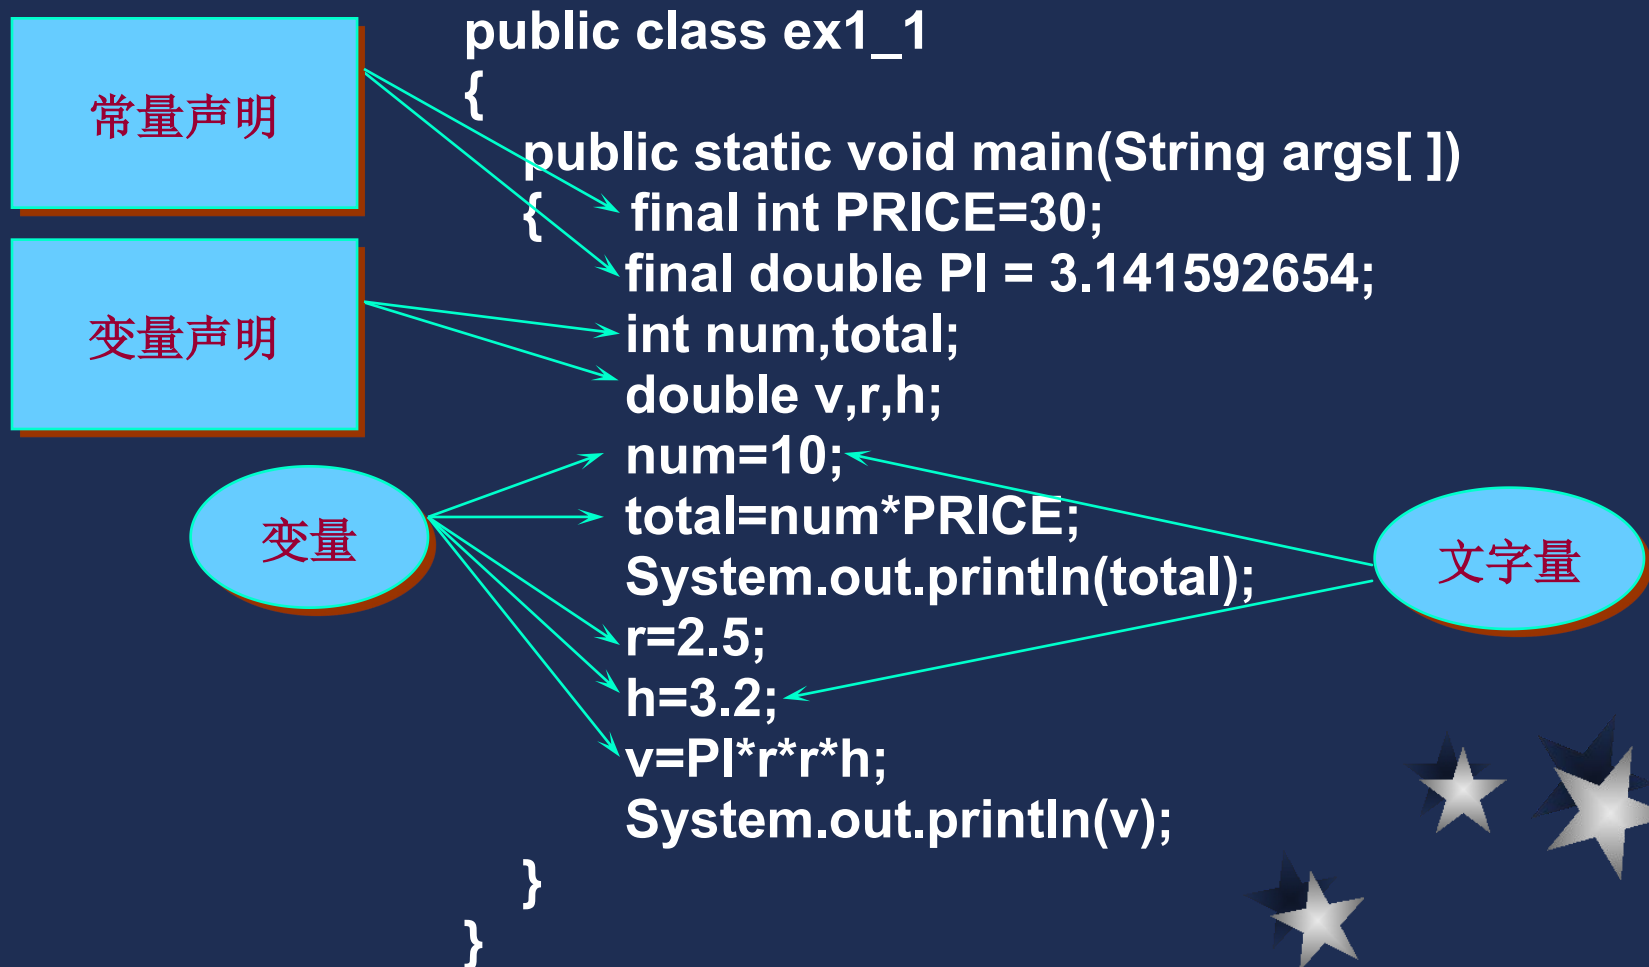 常量声明
变量声明
变量
文字量
public class ex1_1
{
public static void main(String args[ ])
{ final int PRICE=30;
final double PI = 3.141592654;
int num,total;
double v,r,h;
num=10;
total=num*PRICE;
System.out.println(total);
r=2.5;
h=3.2;
v=PI*r*r*h;
System.out.println(v);
}
}